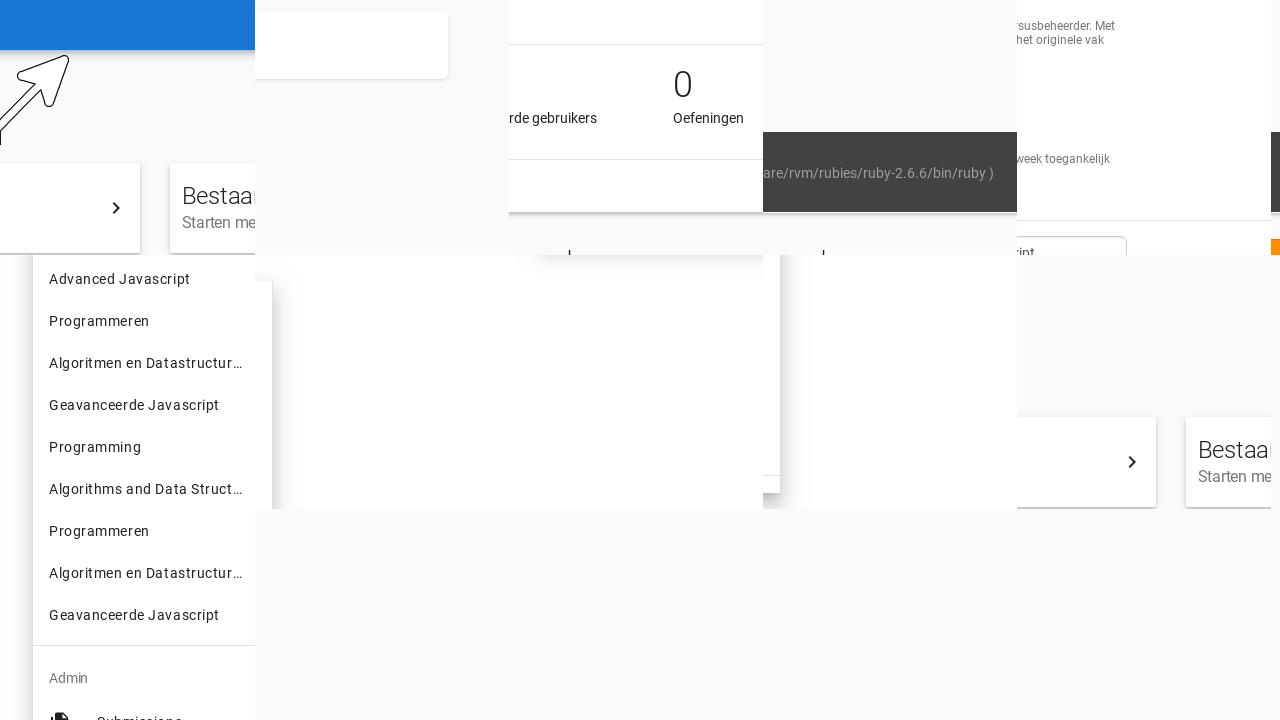 rsusbeheerder. Met
het originele vak
0
rde gebruikers
Oefeningen
week toegankelijk
are/rvm/rubies/ruby-2.6.6/bin/ruby )
Bestaa
Starten me
Advanced Javascript
Programmeren
Algoritmen en Datastructur…
Geavanceerde Javascript
Programming
Algorithms and Data Struct…
Programmeren
Algoritmen en Datastructur…
Geavanceerde Javascript
Admin
Bestaa
Starten me